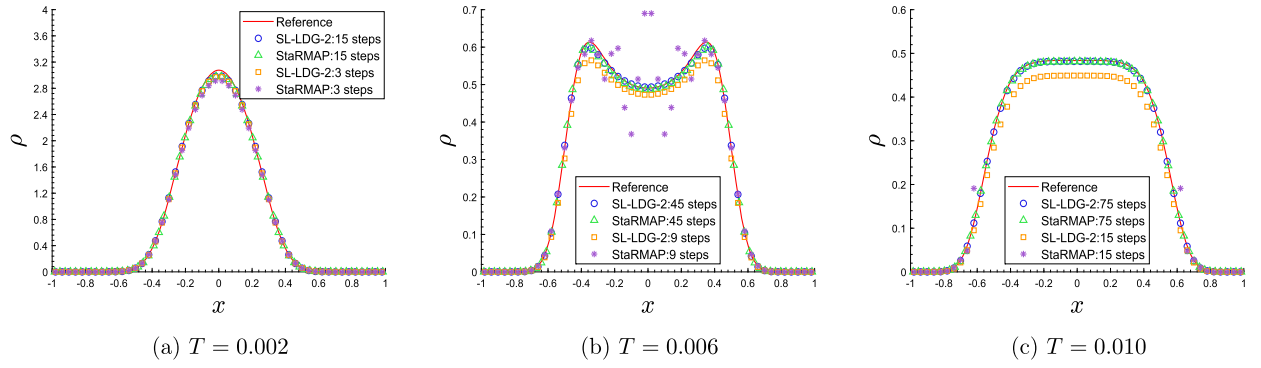 4
3.6
3.2
2.8
2.4
2
1.6
1.2
0.8
0.4
0
ρ
-1 -0.8 -0.6 -0.4 -0.2 0 0.2 0.4 0.6 0.8 1
x
Reference
SL-LDG-2:15 steps
StaRMAP:15 steps
SL-LDG-2:3 steps
StaRMAP:3 steps
(a) T = 0.002
0.7
0.6
0.5
0.4
0.3
0.2
0.1
0
ρ
-1 -0.8 -0.6 -0.4 -0.2 0 0.2 0.4 0.6 0.8 1
x
Reference
SL-LDG-2:45 steps
StaRMAP:45 steps
SL-LDG-2:9 steps
StaRMAP:9 steps
(b) T = 0.006
0.6
0.5
0.4
0.3
0.2
0.1
0
ρ
-1 -0.8 -0.6 -0.4 -0.2 0 0.2 0.4 0.6 0.8 1
x
Reference
SL-LDG-2:75 steps
StaRMAP:75 steps
SL-LDG-2:15 steps
StaRMAP:15 steps
(c) T = 0.010